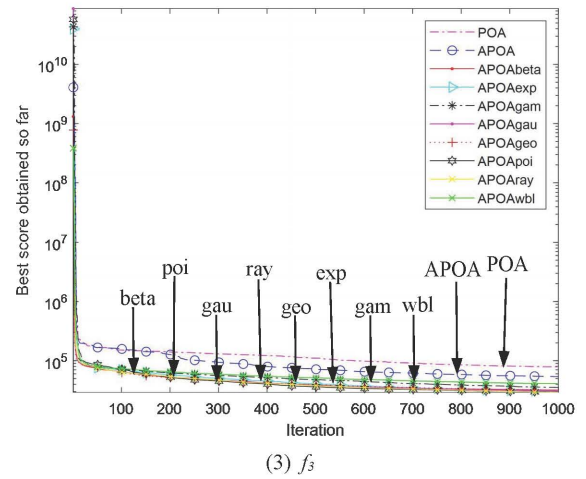 POA
APOA
APOAbeta
APOAexp
APOAgam
APOAgau
APOAgeo
APOApoi
APOAray
APOAwbl
Best score obtained so far
10^10
10^9
10^8
10^7
10^6
10^5
beta
poi
gau
ray
geo
exp
gam
wbl
APOA
POA
100 200 300 400 500 600 700 800 900 1000
Iteration
(3) f₃